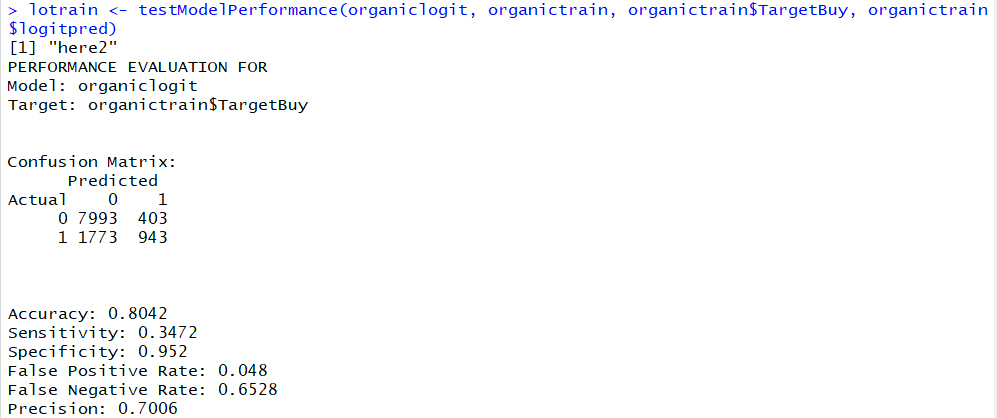 > lotrain <- testModelPerformance(organiclogit, organictrain, organictrain$TargetBuy, organictrain
$logitpred)
[1] "here2"
PERFORMANCE EVALUATION FOR
Model: organiclogit
Target: organictrain$TargetBuy
Confusion Matrix:
Predicted
Actual 0 1
0 7993 403
1 1773 943
Accuracy: 0.8042
Sensitivity: 0.3472
Specificity: 0.952
False Positive Rate: 0.048
False Negative Rate: 0.6528
Precision: 0.7006